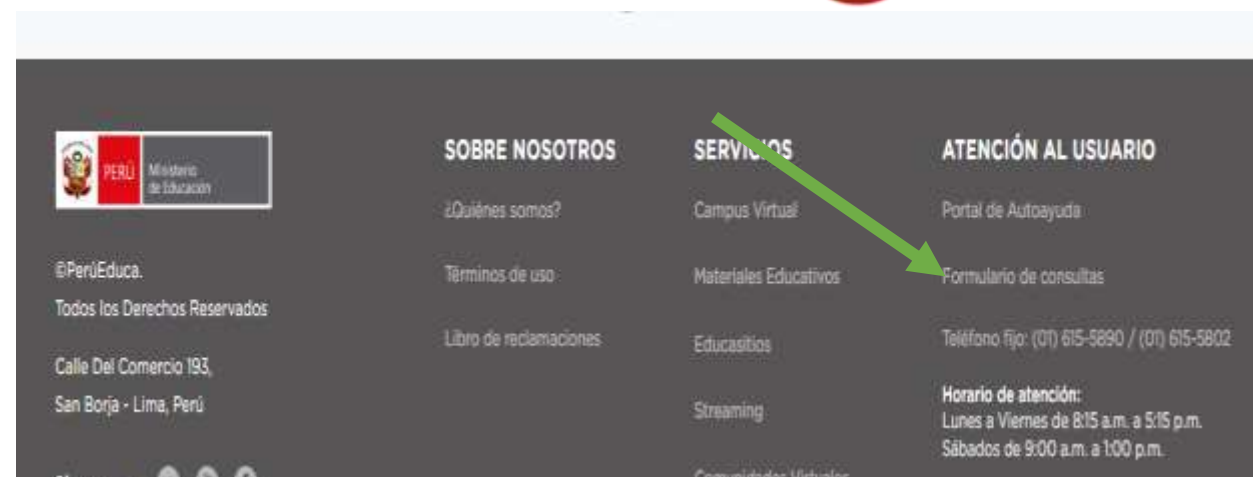 PERÚ
Ministerio
de Educación
©PerúEduca.
Todos los Derechos Reservados
Calle Del Comercio 193,
San Borja - Lima, Perú
SOBRE NOSOTROS
¿Quiénes somos?
Términos de uso
Libro de reclamaciones
SERVICIOS
Campus Virtual
Materiales Educativos
Educasitios
Streaming
Comunidades Virtuales
ATENCIÓN AL USUARIO
Portal de Autoayuda
Formulario de consultas
Teléfono fijo: (01) 615-5890 / (01) 615-5802
Horario de atención:
Lunes a Viernes de 8:15 a.m. a 5:15 p.m.
Sábados de 9:00 a.m. a 1:00 p.m.